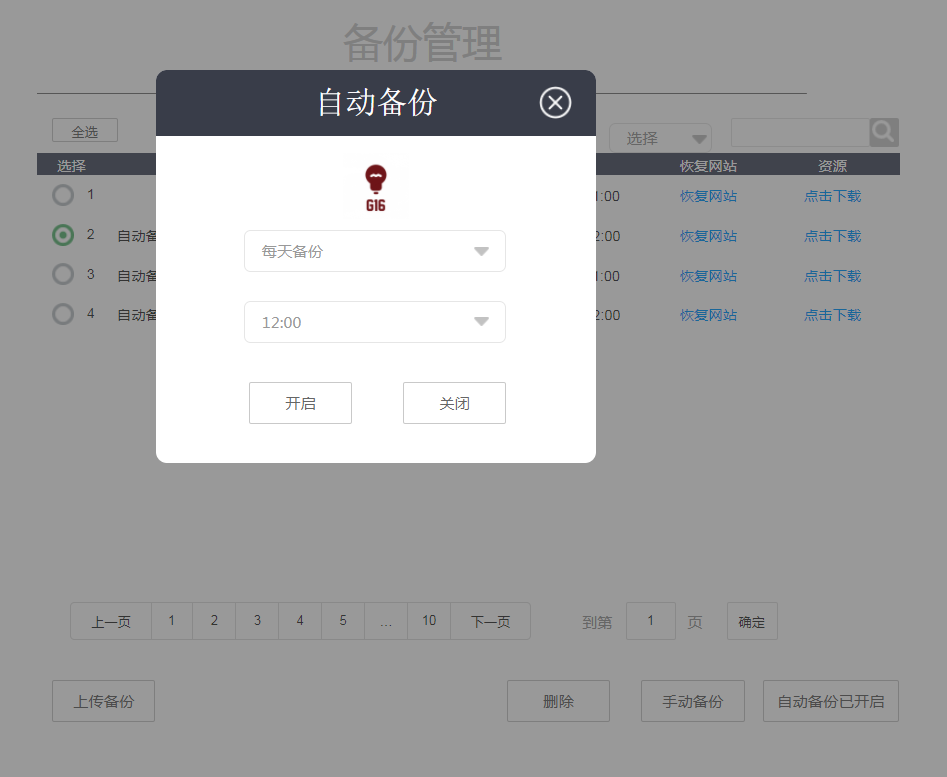 备份管理
自动备份
全选
选择
选择
恢复网站
资源
G16
1
1:00
恢复网站
点击下载
2
自动备
2:00
恢复网站
点击下载
每天备份
3
自动备
1:00
恢复网站
点击下载
4
自动备
2:00
恢复网站
点击下载
12:00
开启
关闭
上一页 1 2 3 4 5 ... 10 下一页 到第 1 页 确定
上传备份 删除 手动备份 自动备份已开启